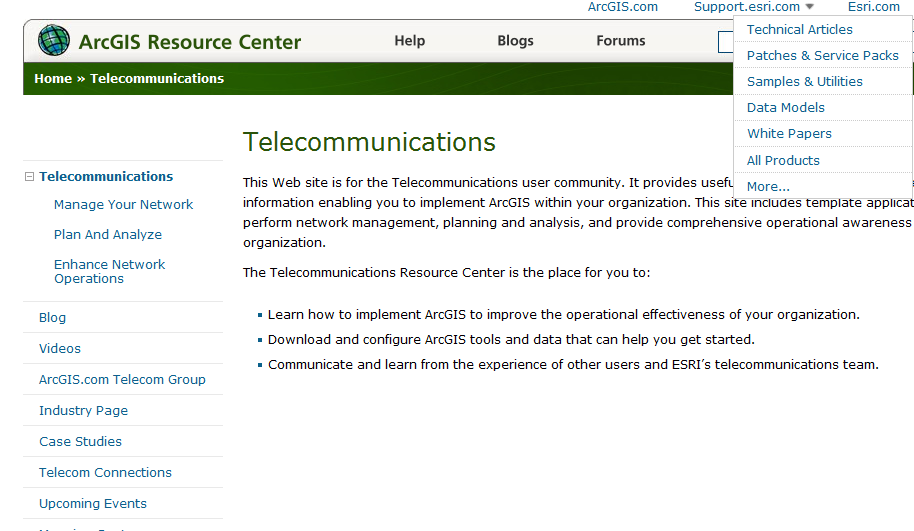 ArcGIS.com Support.esri.com Esri.com
ArcGIS Resource Center Help Blogs Forums
Technical Articles
Patches & Service Packs
Samples & Utilities
Data Models
White Papers
All Products
More...
Home » Telecommunications
Telecommunications
Manage Your Network
Plan And Analyze
Enhance Network
Operations
Blog
Videos
ArcGIS.com Telecom Group
Industry Page
Case Studies
Telecom Connections
Upcoming Events
Telecommunications
This Web site is for the Telecommunications user community. It provides usefu
information enabling you to implement ArcGIS within your organization. This site includes template applicat
perform network management, planning and analysis, and provide comprehensive operational awareness
organization.
The Telecommunications Resource Center is the place for you to:
Learn how to implement ArcGIS to improve the operational effectiveness of your organization.
Download and configure ArcGIS tools and data that can help you get started.
Communicate and learn from the experience of other users and ESRI's telecommunications team.